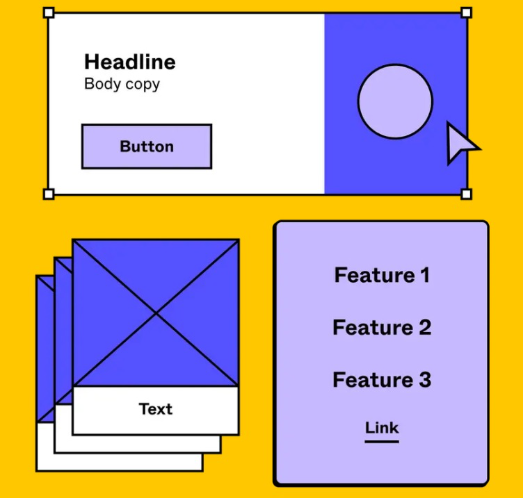 Headline
Body copy
Button
Text
Feature 1
Feature 2
Feature 3
Link